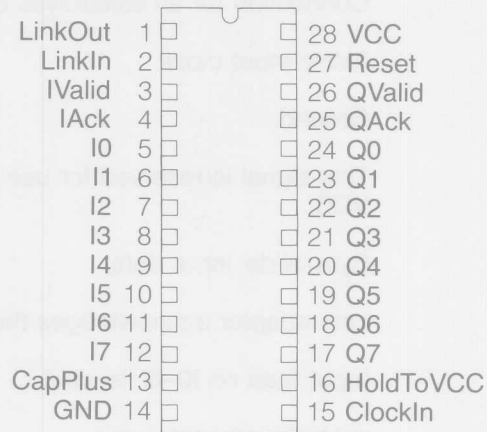 LinkOut 1 28 VCC
LinkIn 2 27 Reset
IValid 3 26 QValid
IAck 4 25 QAck
I0 5 24 Q0
I1 6 23 Q1
I2 7 22 Q2
I3 8 21 Q3
I4 9 20 Q4
I5 10 19 Q5
I6 11 18 Q6
I7 12 17 Q7
CapPlus 13 16 HoldToVCC
GND 14 15 ClockIn